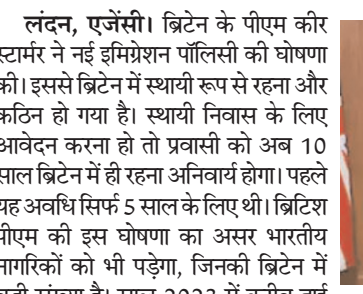 लंदन, एजेंसी। ब्रिटेन के पीएम कीर
स्टार्मर ने नई इमिग्रेशन पॉलिसी की घोषणा
की। इससे ब्रिटेन में स्थायी रूप से रहना और
कठिन हो गया है। स्थायी निवास के लिए
आवेदन करना हो तो प्रवासी को अब 10
साल ब्रिटेन में ही रहना अनिवार्य होगा। पहले
यह अवधि सिर्फ 5 साल के लिए थी। ब्रिटिश
पीएम की इस घोषणा का असर भारतीय
नागरिकों को भी पड़ेगा, जिनकी ब्रिटेन में